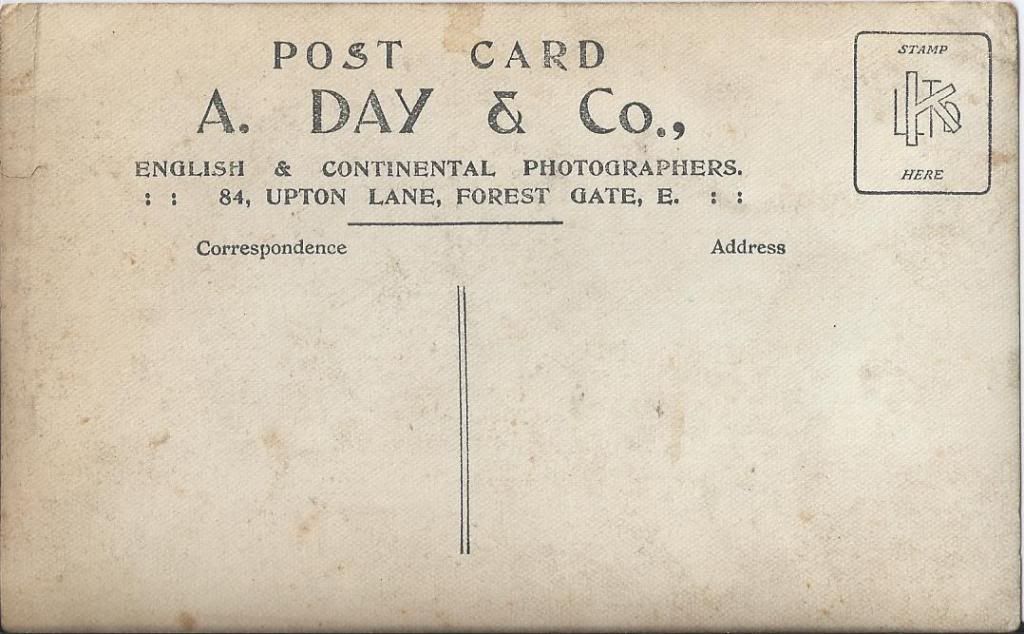 POST CARD
A. DAY & Co.,
ENGLISH & CONTINENTAL PHOTOGRAPHERS.
: : 84, UPTON LANE, FOREST GATE, E. : :
Correspondence
Address
STAMP
HERE